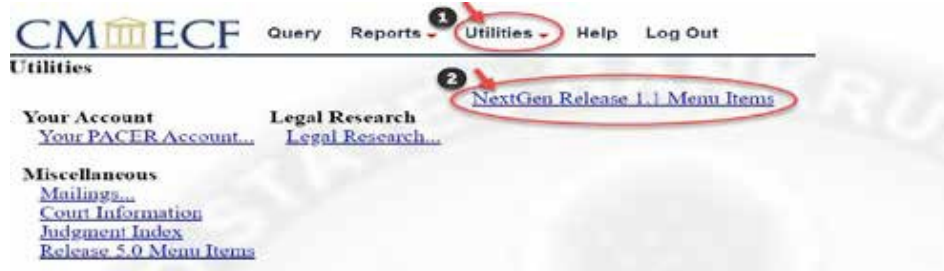 1
CM ECF Query Reports Utilities Help Log Out
Utilities
2
NextGen Release 1.1 Menu Items
Your Account Legal Research
Your PACER Account... Legal Research...
Miscellaneous
Mailings...
Court Information
Judgment Index
Release 5.0 Menu Items